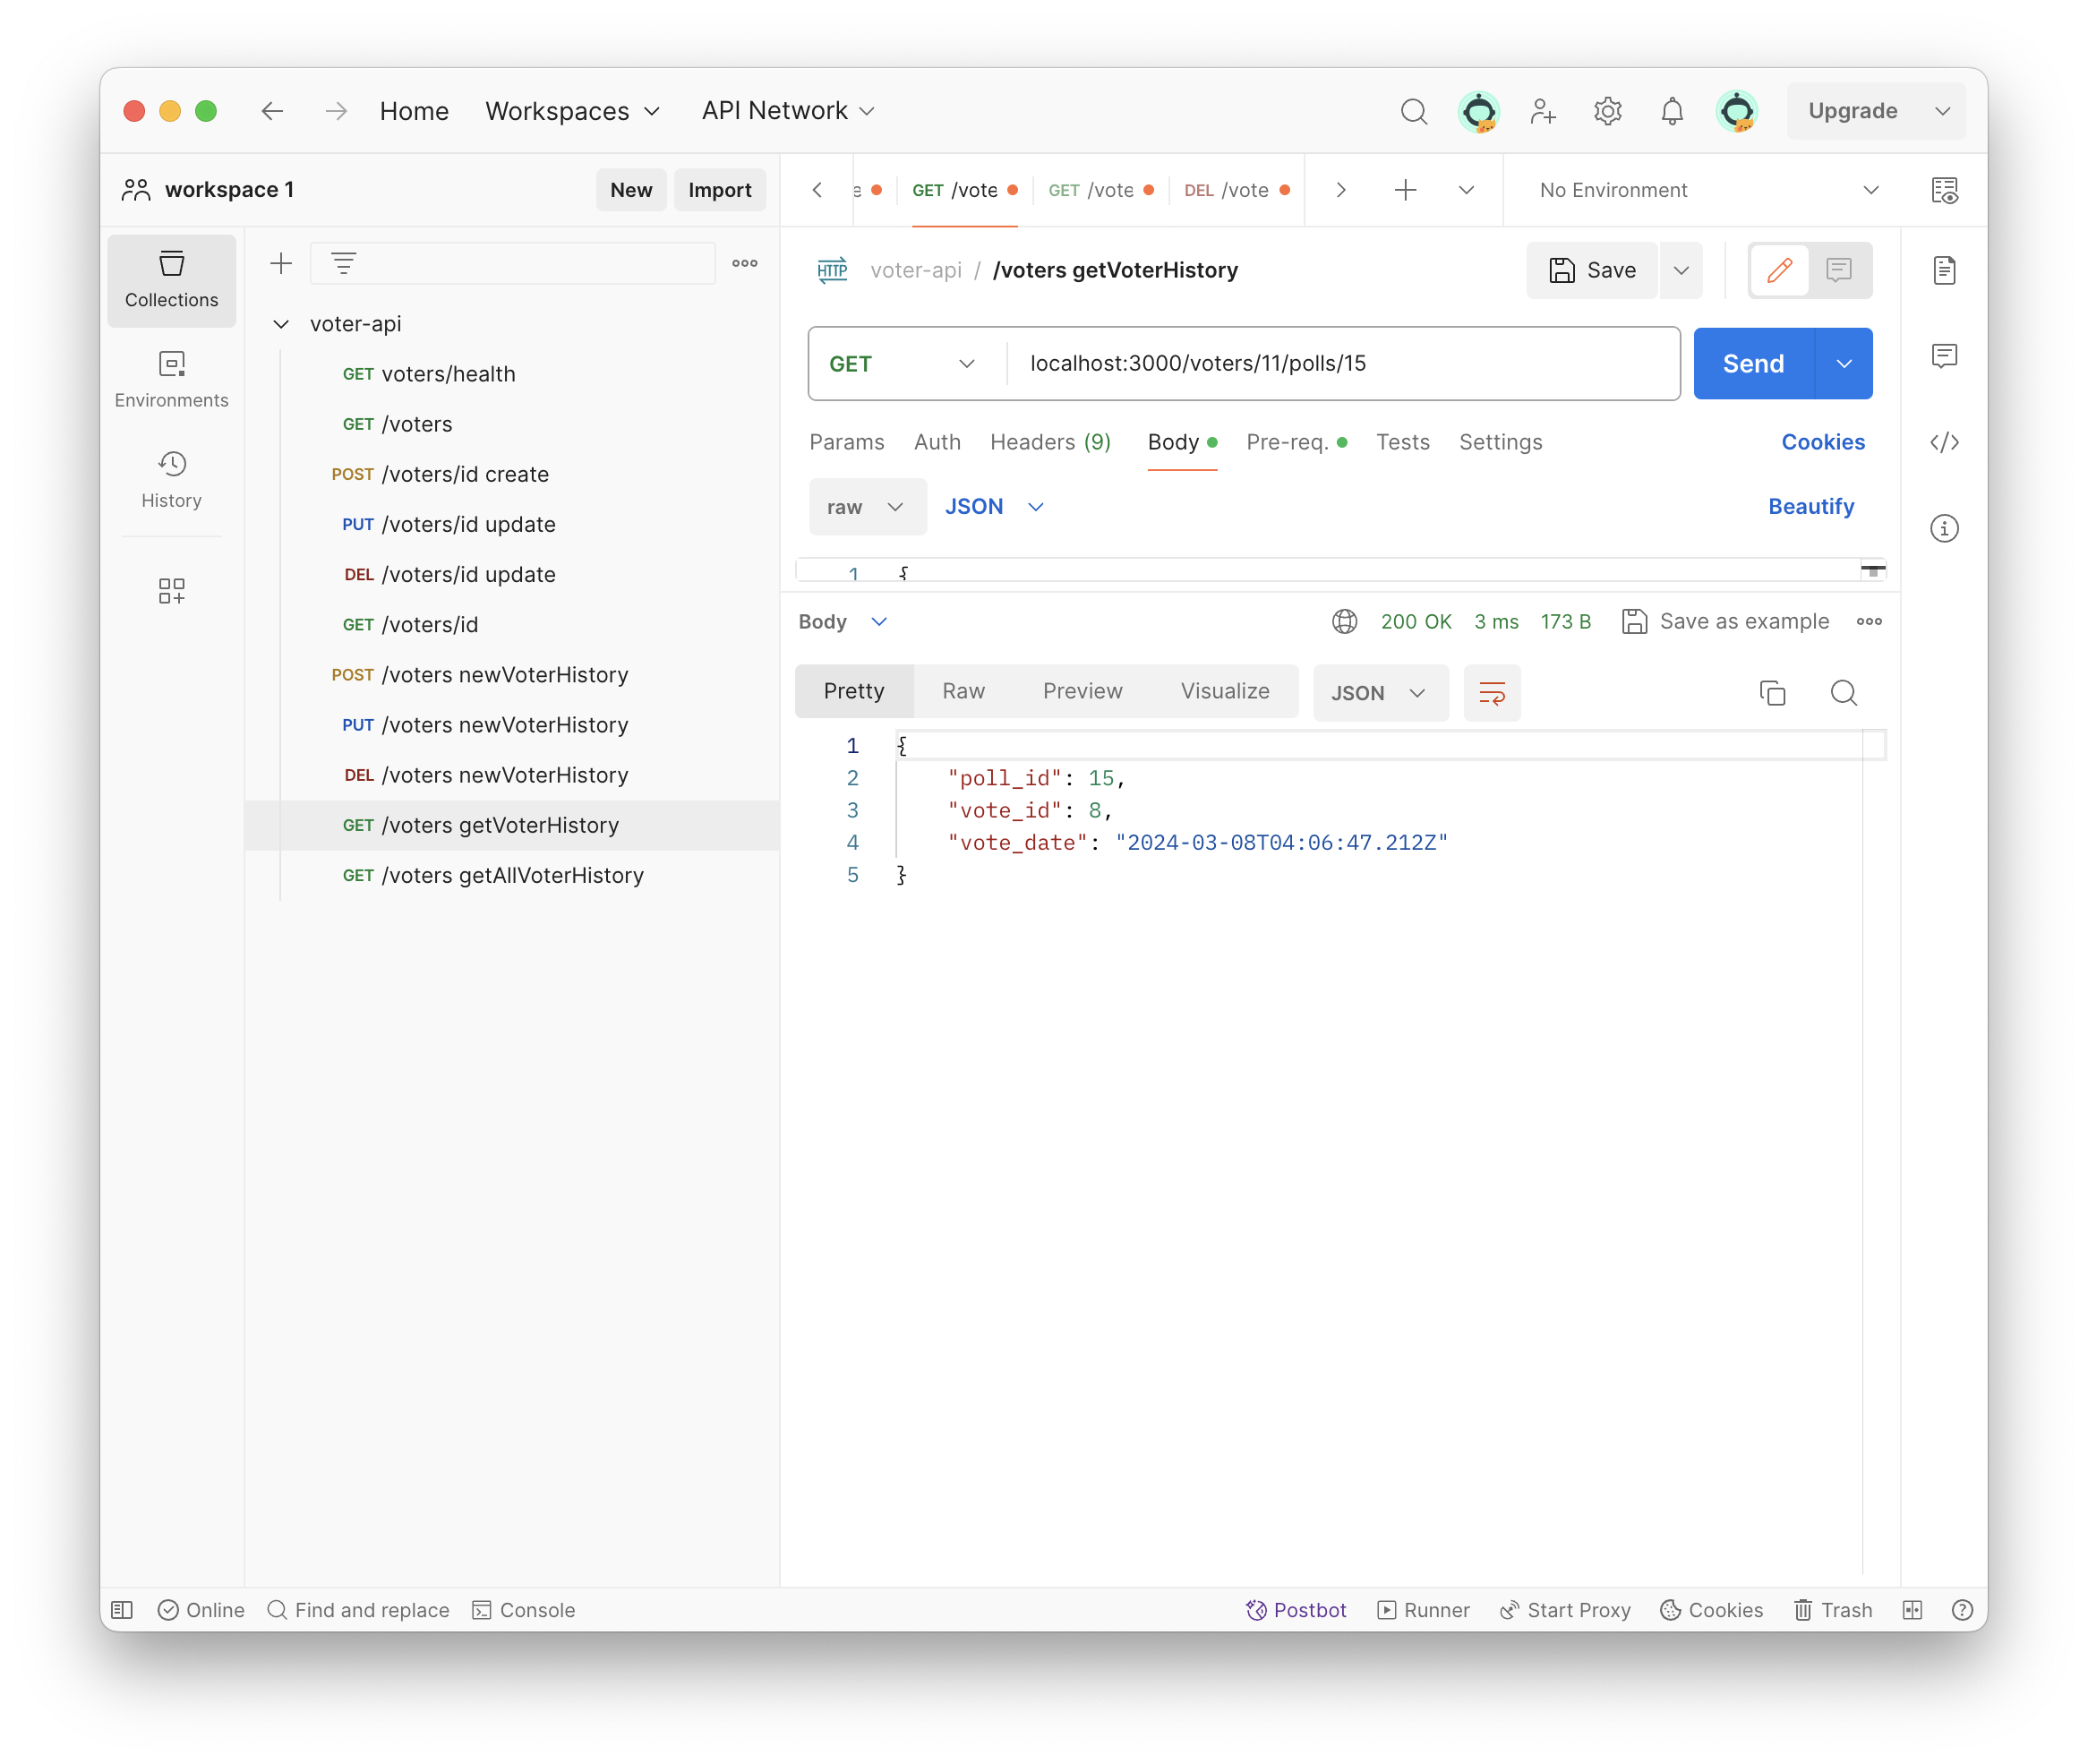 Home Workspaces API Network Upgrade
workspace 1 New Import
e GET /vote GET /vote DEL /vote No Environment
Collections
Environments
History
voter-api
GET voters/health
GET /voters
POST /voters/id create
PUT /voters/id update
DEL /voters/id update
GET /voters/id
POST /voters newVoterHistory
PUT /voters newVoterHistory
DEL /voters newVoterHistory
GET /voters getVoterHistory
GET /voters getAllVoterHistory
HTTP voter-api / /voters getVoterHistory Save
GET localhost:3000/voters/11/polls/15 Send
Params Auth Headers (9) Body Pre-req. Tests Settings Cookies
raw JSON Beautify
1 {
Body 200 OK 3 ms 173 B Save as example
Pretty Raw Preview Visualize JSON
1 {
2 "poll_id": 15,
3 "vote_id": 8,
4 "vote_date": "2024-03-08T04:06:47.212Z"
5 }
Online Find and replace Console Postbot Runner Start Proxy Cookies Trash